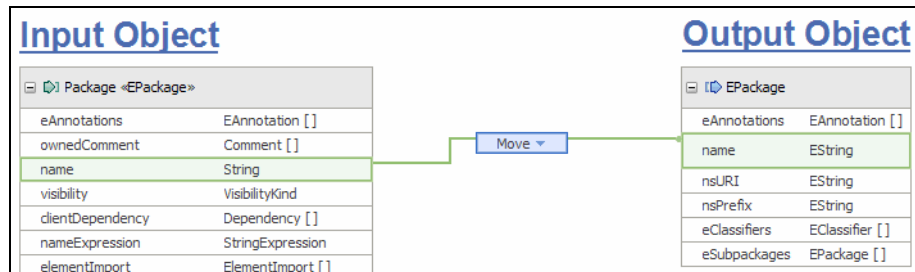 Input Object Output Object
Package «EPackage» EPackage
eAnnotations EAnnotation [] eAnnotations EAnnotation []
ownedComment Comment [] Move name EString
name String
visibility VisibilityKind nsURI EString
clientDependency Dependency [] nsPrefix EString
nameExpression StringExpression eClassifiers EClassifier []
elementImport ElementImport [] eSubpackages EPackage []